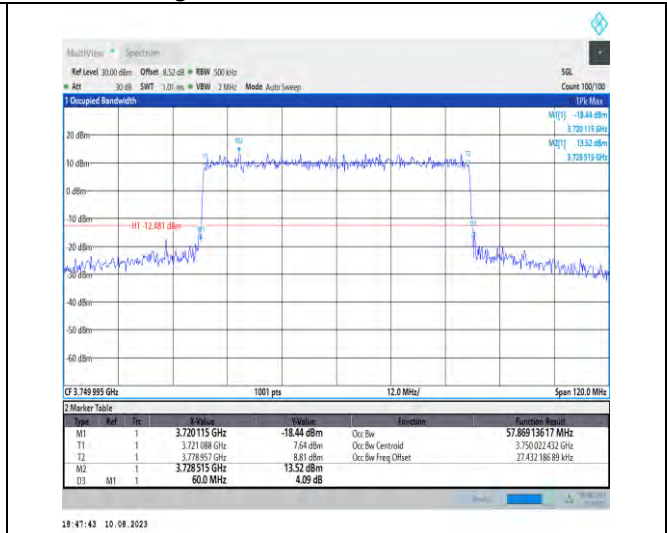 MultiView Spectrum
Ref Level 30.00 dBm Offset 8.52 dB RBW 500 kHz SGL
Att 30 dB SWT 1.01 ms VBW 2 MHz Mode Auto Sweep Count 100/100
1 Occupied Bandwidth 1Pk Max
M1[1] -18.44 dBm
3.720 115 GHz
M2[1] 13.52 dBm
3.728 515 GHz
20 dBm
M2
T1
T2
10 dBm
0 dBm
-10 dBm
H1 -12.481 dBm
M1
D3
-20 dBm
-30 dBm
-40 dBm
-50 dBm
-60 dBm
CF 3.749 995 GHz 1001 pts 12.0 MHz/ Span 120.0 MHz
2 Marker Table
Type Ref Trc X-Value Y-Value Function Function Result
M1 1 3.720 115 GHz -18.44 dBm Occ Bw 57.869 136 17 MHz
T1 1 3.721 088 GHz 7.64 dBm Occ Bw Centroid 3.750 022 432 GHz
T2 1 3.778 957 GHz 8.81 dBm Occ Bw Freq Offset 27.432 186 89 kHz
M2 1 3.728 515 GHz 13.52 dBm
D3 M1 1 60.0 MHz 4.09 dB
18:47:43 10.08.2023